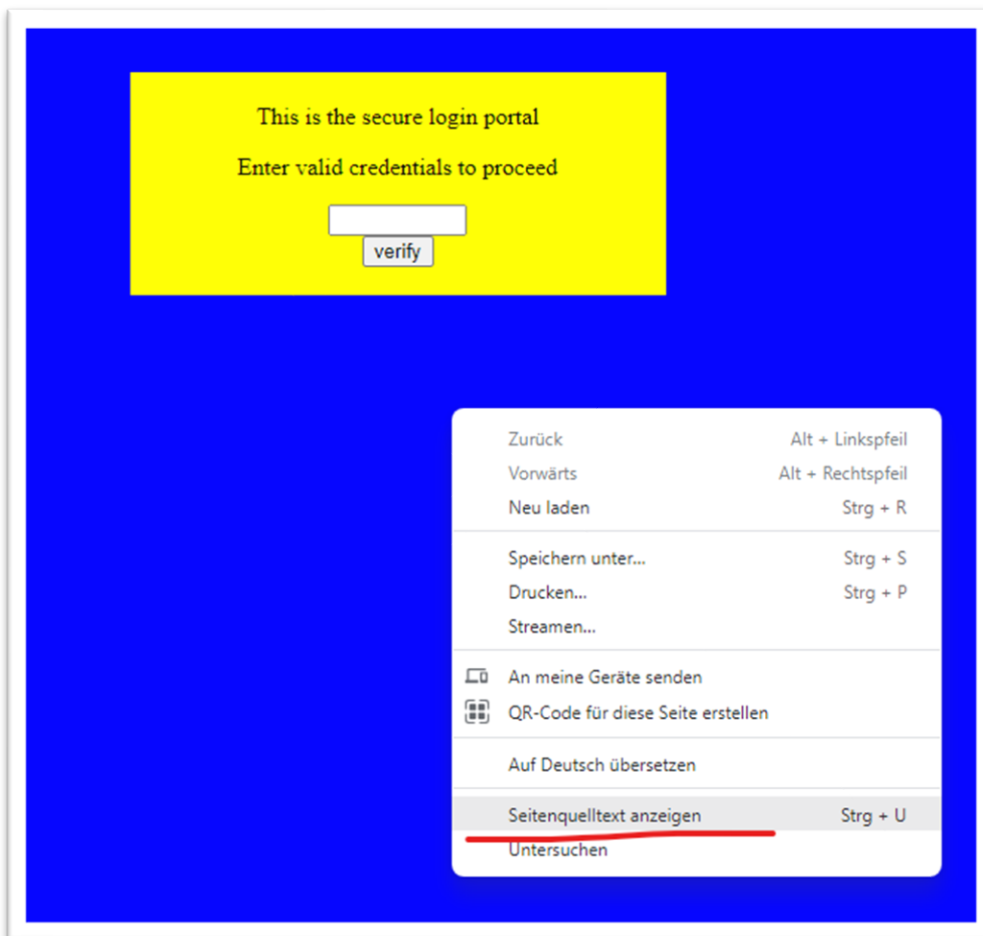 This is the secure login portal
Enter valid credentials to proceed
verify
Zurück Alt + Linkspfeil
Vorwärts Alt + Rechtspfeil
Neu laden Strg + R
Speichern unter... Strg + S
Drucken... Strg + P
Streamen...
An meine Geräte senden
QR-Code für diese Seite erstellen
Auf Deutsch übersetzen
Seitenquelltext anzeigen Strg + U
Untersuchen